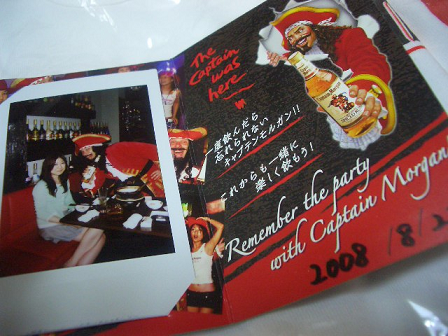 The
Captain
was
here
一度飲んだら、
忘れられない
キャプテンモルガン!!
これからも一緒に
楽しく飲もう!
Captain Morgan
Remember the party
with Captain Morgan
2008 /8/2